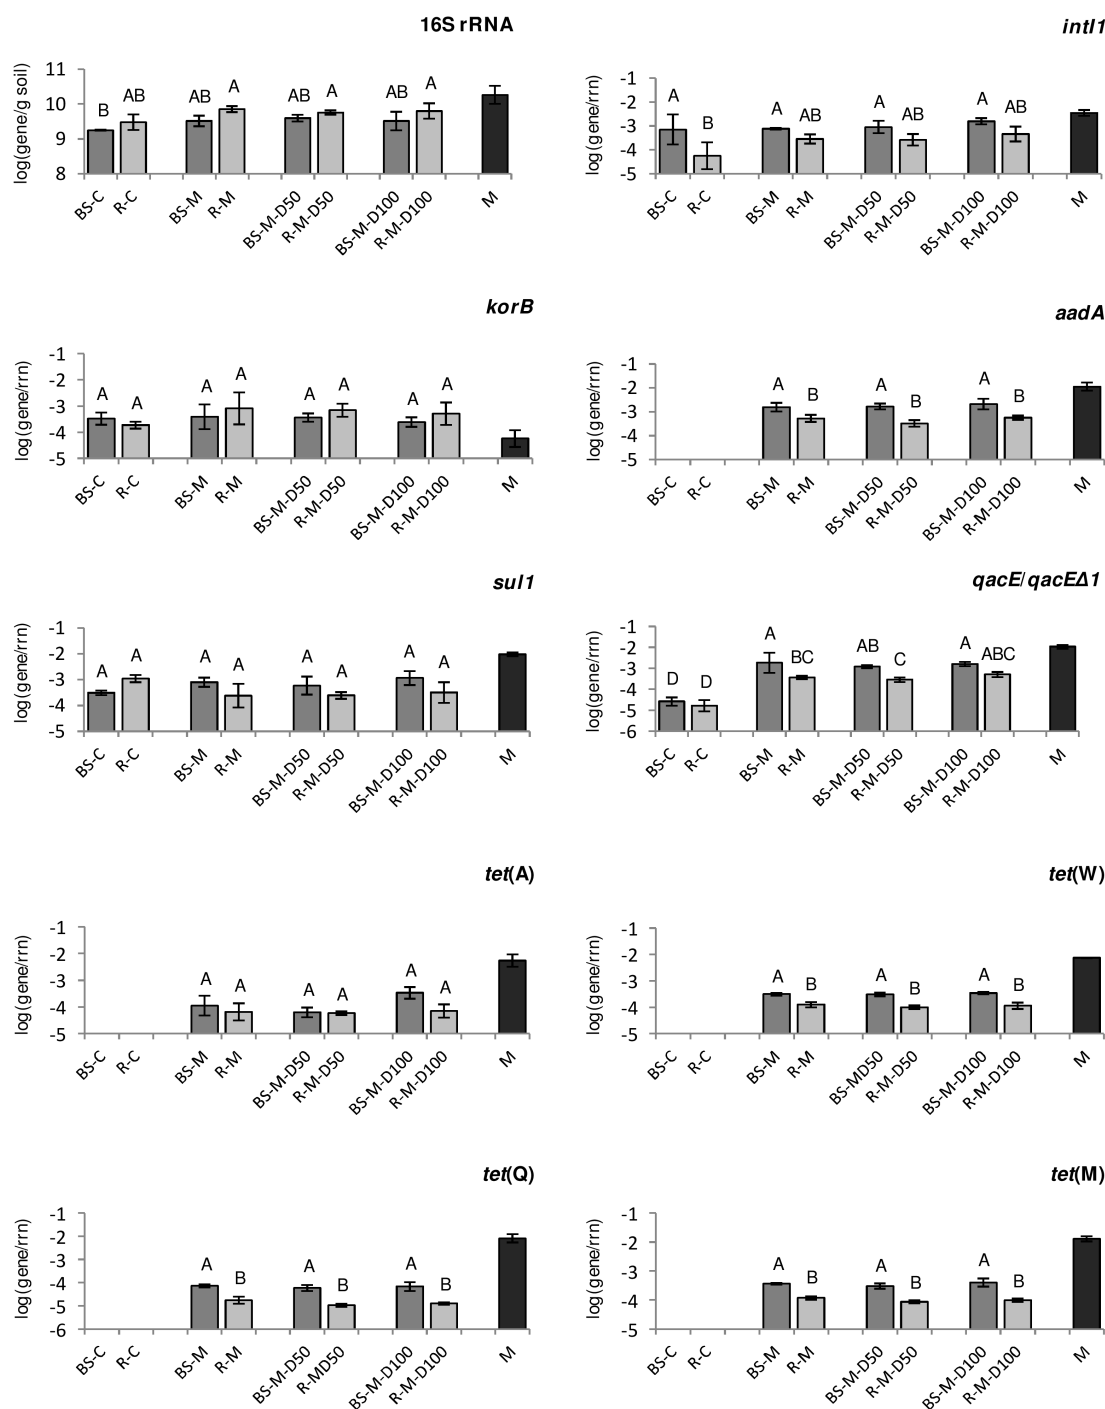 16S rRNA
log(gene/g soil)
11
10
9
8
B
AB
AB
A
AB
A
AB
A
BS-C
R-C
BS-M
R-M
BS-M-D50
R-M-D50
BS-M-D100
R-M-D100
M
intI1
log(gene/rrn)
-1
-2
-3
-4
-5
A
B
A
AB
A
AB
A
AB
BS-C
R-C
BS-M
R-M
BS-M-D50
R-M-D50
BS-M-D100
R-M-D100
M
korB
log(gene/rrn)
-1
-2
-3
-4
-5
A
A
A
A
A
A
A
A
BS-C
R-C
BS-M
R-M
BS-M-D50
R-M-D50
BS-M-D100
R-M-D100
M
aadA
log(gene/rrn)
-1
-2
-3
-4
-5
A
B
A
B
A
B
BS-C
R-C
BS-M
R-M
BS-M-D50
R-M-D50
BS-M-D100
R-M-D100
M
sul1
log(gene/rrn)
-1
-2
-3
-4
-5
A
A
A
A
A
A
A
A
BS-C
R-C
BS-M
R-M
BS-M-D50
R-M-D50
BS-M-D100
R-M-D100
M
qacE/qacEΔ1
log(gene/rrn)
-1
-2
-3
-4
-5
-6
D
D
A
BC
AB
C
A
ABC
BS-C
R-C
BS-M
R-M
BS-M-D50
R-M-D50
BS-M-D100
R-M-D100
M
tet(A)
log(gene/rrn)
-1
-2
-3
-4
-5
A
A
A
A
A
A
BS-C
R-C
BS-M
R-M
BS-M-D50
R-M-D50
BS-M-D100
R-M-D100
M
tet(W)
log(gene/rrn)
-1
-2
-3
-4
-5
A
B
A
B
A
B
BS-C
R-C
BS-M
R-M
BS-MD50
R-M-D50
BS-M-D100
R-M-D100
M
tet(Q)
log(gene/rrn)
-1
-2
-3
-4
-5
-6
A
B
A
B
A
B
BS-C
R-C
BS-M
R-M
BS-M-D50
R-MD50
BS-M-D100
R-M-D100
M
tet(M)
log(gene/rrn)
-1
-2
-3
-4
-5
A
B
A
B
A
B
BS-C
R-C
BS-M
R-M
BS-M-D50
R-M-D50
BS-M-D100
R-M-D100
M